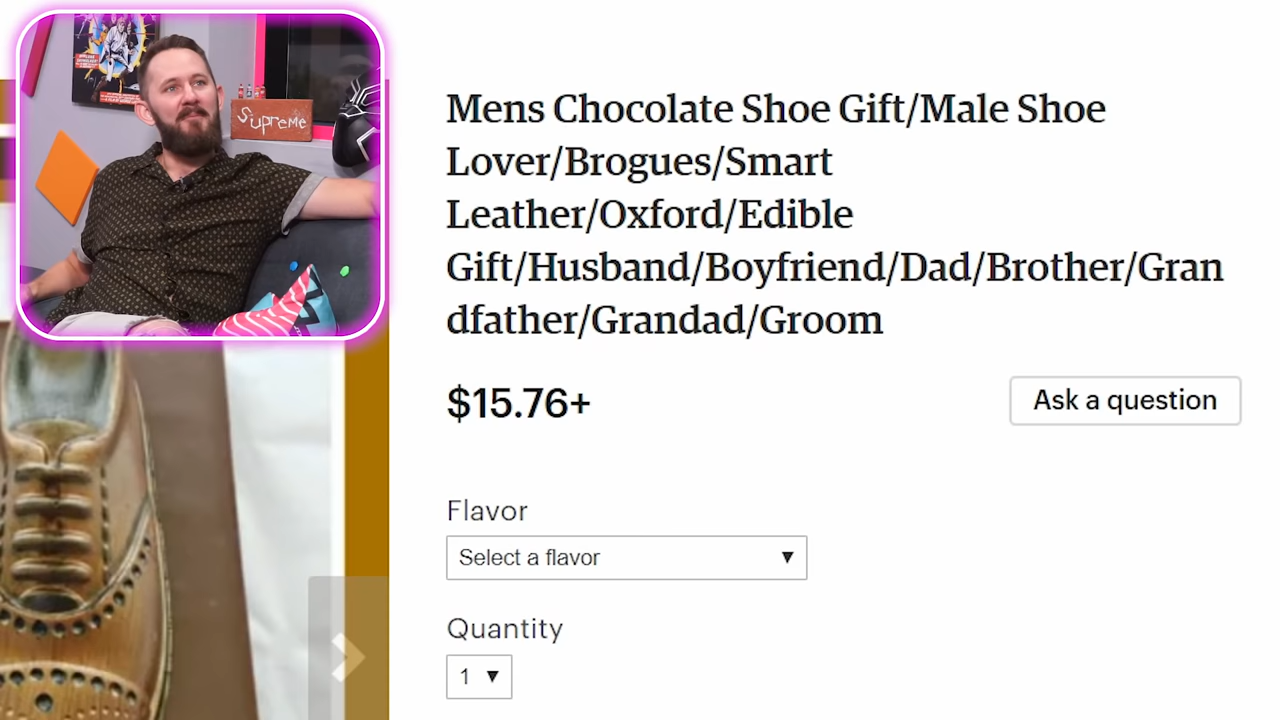 Supreme
Mens Chocolate Shoe Gift/Male Shoe
Lover/Brogues/Smart
Leather/Oxford/Edible
Gift/Husband/Boyfriend/Dad/Brother/Gran
dfather/Grandad/Groom
$15.76+
Ask a question
Flavor
Select a flavor
Quantity
1